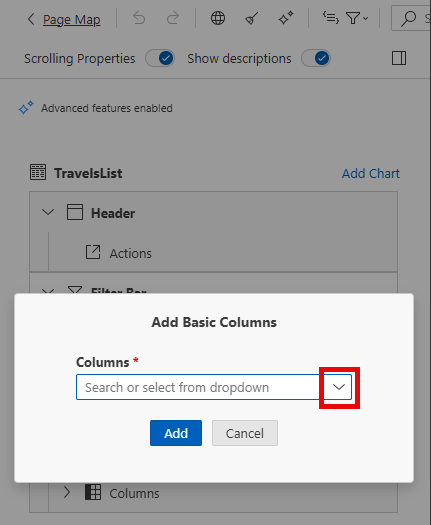 Page Map
S
Scrolling Properties Show descriptions
Advanced features enabled
TravelsList Add Chart
Header
Actions
Filter Bar
Add Basic Columns
Columns *
Search or select from dropdown
Add Cancel
Columns